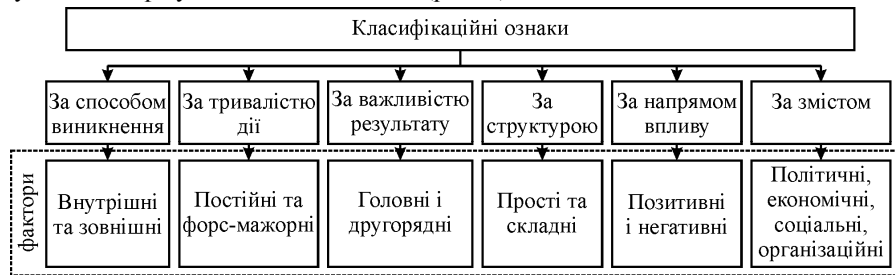 Класифікаційні ознаки
За способом
виникнення
За тривалістю
дії
За важливістю
результату
За
структурою
За напрямом
впливу
За змістом
фактори
Внутрішні
та зовнішні
Постійні та
форс-мажорні
Головні і
другорядні
Прості та
складні
Позитивні
і негативні
Політичні,
економічні,
соціальні,
організаційні